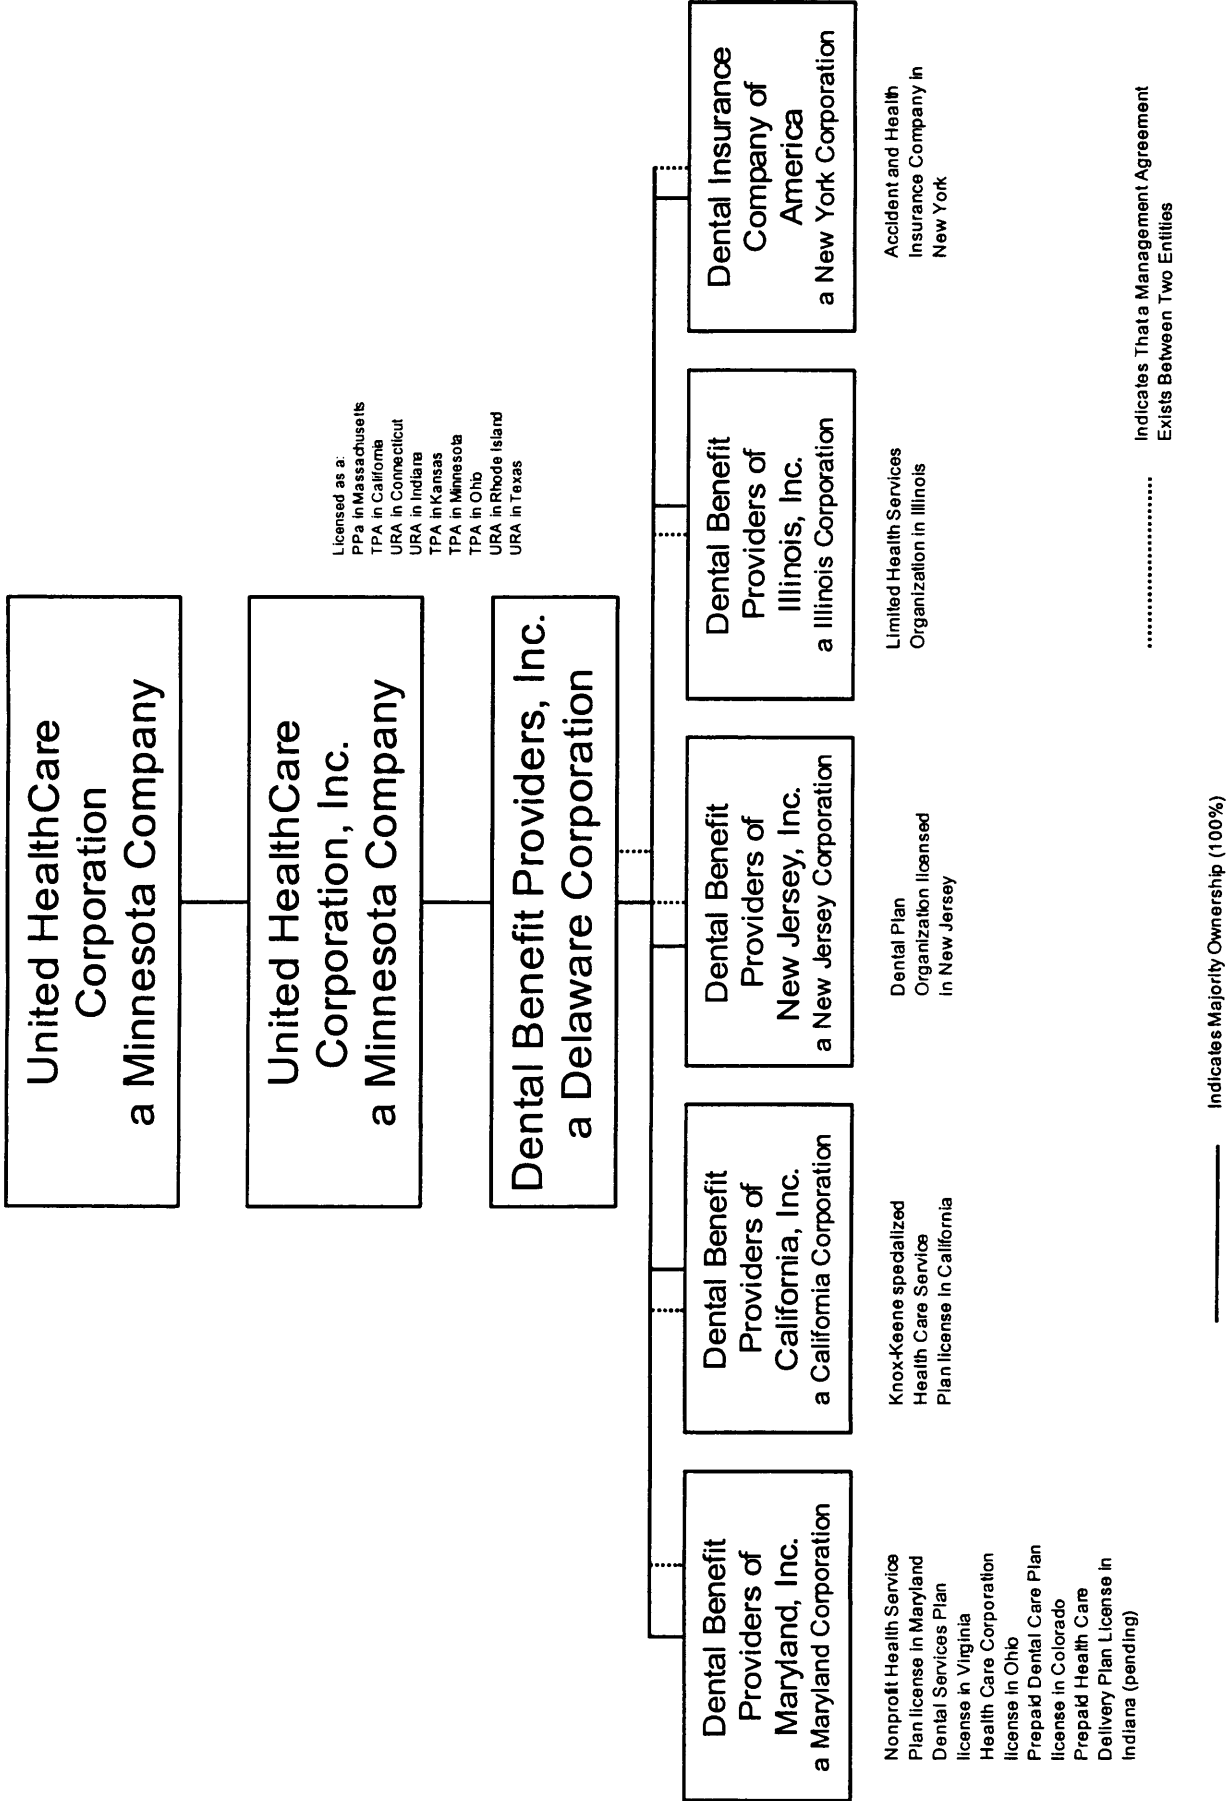 United HealthCare
Corporation
a Minnesota Company
United HealthCare
Corporation, Inc.
a Minnesota Company
Licensed as a:
PPa in Massachusetts
TPA in California
URA in Connecticut
URA in Indiana
TPA in Kansas
TPA in Minnesota
TPA in Ohio
URA in Rhode Island
URA in Texas
Dental Benefit Providers, Inc.
a Delaware Corporation
Dental Benefit
Providers of
Maryland, Inc.
a Maryland Corporation
Nonprofit Health Service
Plan license in Maryland
Dental Services Plan
license in Virginia
Health Care Corporation
license in Ohio
Prepaid Dental Care Plan
license in Colorado
Prepaid Health Care
Delivery Plan License in
Indiana (pending)
Dental Benefit
Providers of
California, Inc.
a California Corporation
Knox-Keene spedalized
Health Care Service
Plan license in California
Dental Benefit
Providers of
New Jersey, Inc.
a New Jersey Corporation
Dental Plan
Organization licensed
in New Jersey
Dental Benefit
Providers of
Illinois, Inc.
a Illinois Corporation
Limited Health Services
Organization in Illinois
Dental Insurance
Company of
America
a New York Corporation
Accident and Health
Insurance Company in
New York
Indicates That a Management Agreement
Exists Between Two Entities
Indicates Majority Ownership (100%)